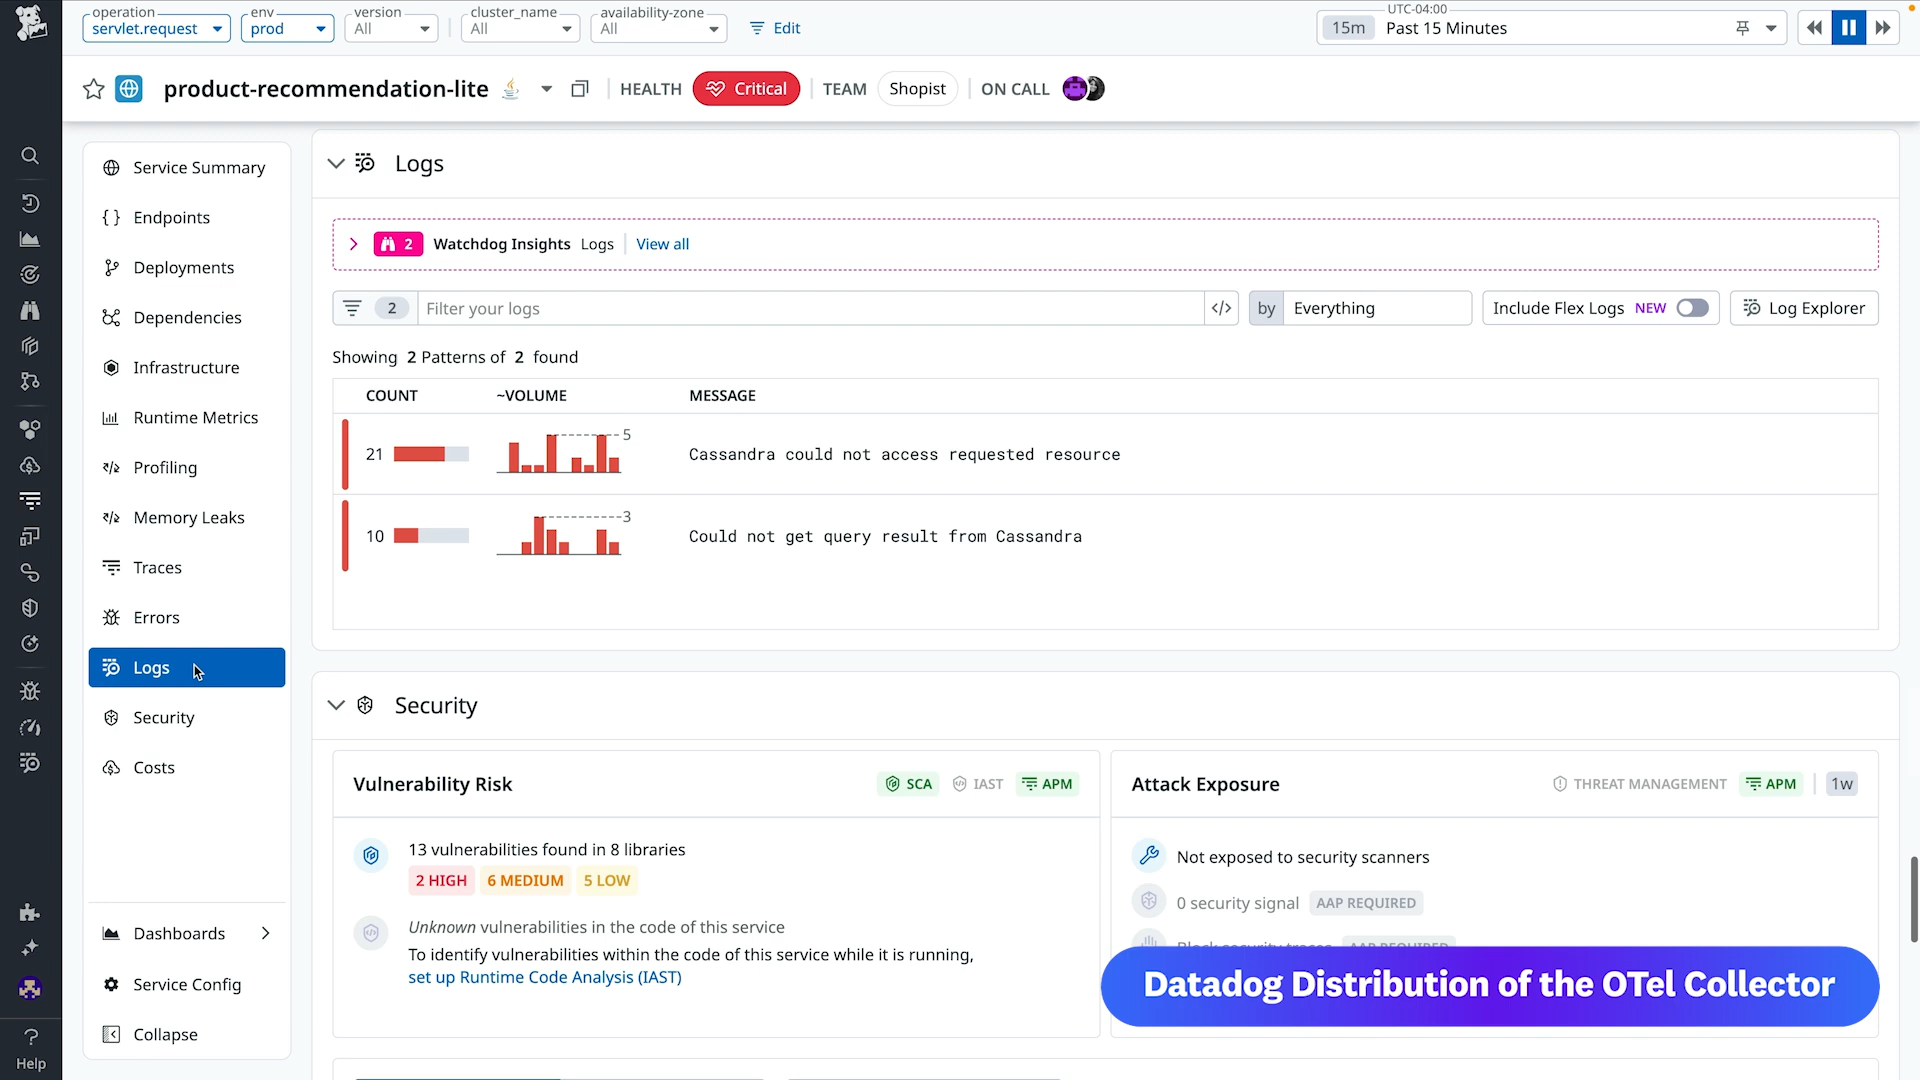 operation
servlet.request
env
prod
version
All
cluster_name
All
availability-zone
All
Edit
UTC-04:00
15m Past 15 Minutes
product-recommendation-lite
HEALTH Critical TEAM Shopist ON CALL
Service Summary
Endpoints
Deployments
Dependencies
Infrastructure
Runtime Metrics
Profiling
Memory Leaks
Traces
Errors
Logs
Security
Costs
Dashboards
Service Config
Collapse
Help
Logs
2 Watchdog Insights Logs View all
2 Filter your logs </> by Everything Include Flex Logs NEW Log Explorer
Showing 2 Patterns of 2 found
COUNT ~VOLUME MESSAGE
21 5 Cassandra could not access requested resource
10 3 Could not get query result from Cassandra
Security
Vulnerability Risk SCA IAST APM
13 vulnerabilities found in 8 libraries
2 HIGH 6 MEDIUM 5 LOW
Unknown vulnerabilities in the code of this service
To identify vulnerabilities within the code of this service while it is running,
set up Runtime Code Analysis (IAST)
Attack Exposure THREAT MANAGEMENT APM 1w
Not exposed to security scanners
0 security signal AAP REQUIRED
Datadog Distribution of the OTel Collector